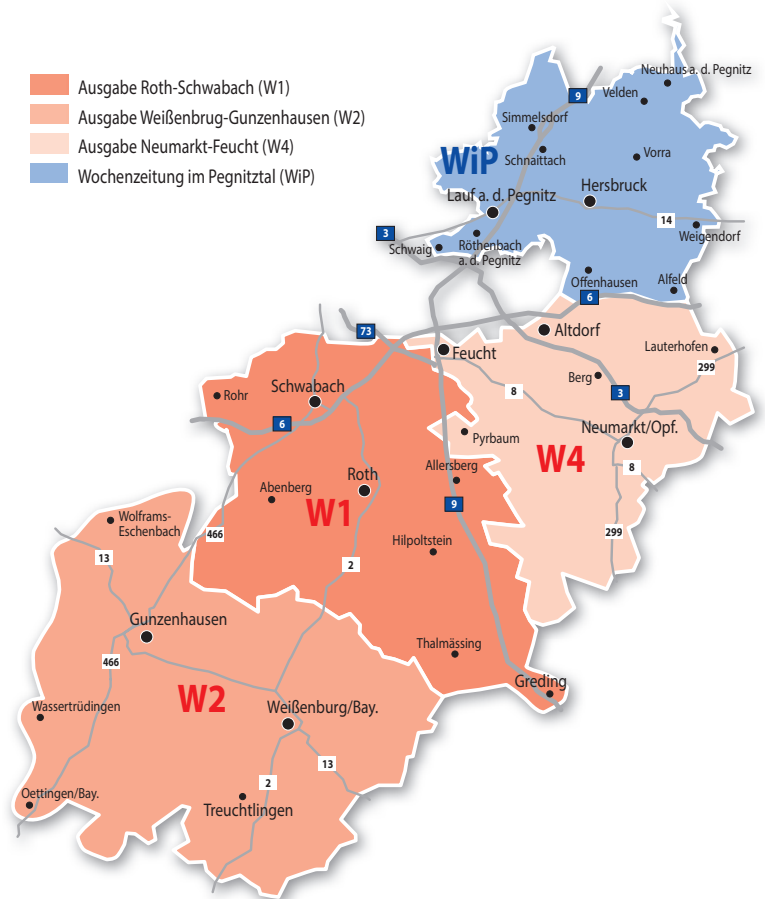 Ausgabe Roth-Schwabach (W1)
Ausgabe Weißenbrug-Gunzenhausen (W2)
Ausgabe Neumarkt-Feucht (W4)
Wochenzeitung im Pegnitztal (WiP)
Neuhaus a. d. Pegnitz
9
Velden
Simmelsdorf
Schnaittach
Vorra
WiP
Hersbruck
Lauf a. d. Pegnitz
14
3
Weigendorf
Schwaig
Röthenbach
a. d. Pegnitz
Offenhausen
Alfeld
6
73
Altdorf
Feucht
Lauterhofen
299
Berg
Schwabach
Rohr
8
3
6
Neumarkt/Opf.
Pyrbaum
W4
8
Allersberg
Roth
Abenberg
9
W1
Wolframs-
Eschenbach
466
299
Hilpoltstein
13
2
Gunzenhausen
Thalmässing
466
Greding
W2
Wassertrüdingen
Weißenburg/Bay.
13
2
Oettingen/Bay.
Treuchtlingen